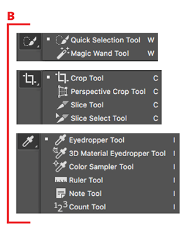 B
Quick Selection Tool W
Magic Wand Tool W
Crop Tool C
Perspective Crop Tool C
Slice Tool C
Slice Select Tool C
Eyedropper Tool I
3D Material Eyedropper Tool I
Color Sampler Tool I
Ruler Tool I
Note Tool I
123 Count Tool I